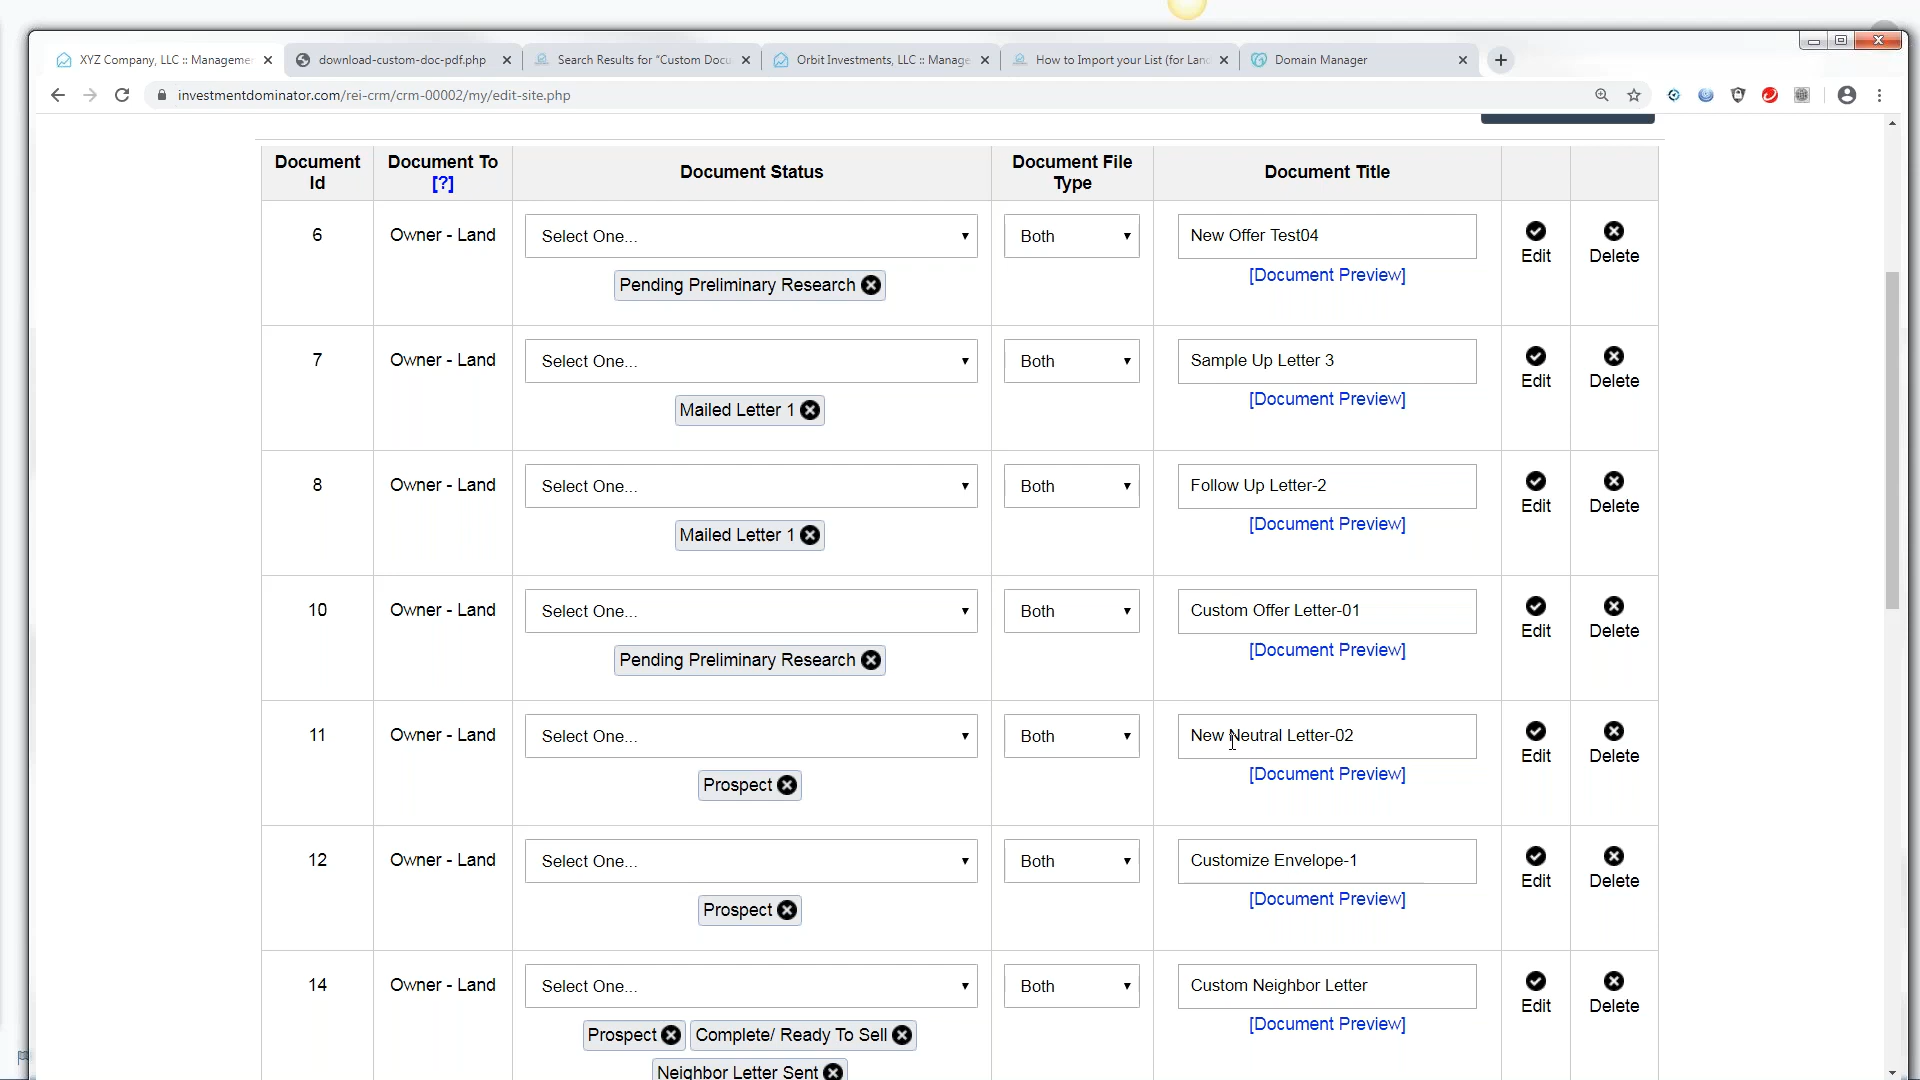 XYZ Company, LLC :: Managemer
download-custom-doc-pdf.php
Search Results for "Custom Docu
Orbit Investments, LLC :: Manage
How to Import your List (for Lan
Domain Manager
investmentdominator.com/rei-crm/crm-00002/my/edit-site.php
Document Id
Document To [?]
Document Status
Document File Type
Document Title
6
Owner - Land
Select One...
Both
New Offer Test04
Edit
Delete
Pending Preliminary Research
[Document Preview]
7
Owner - Land
Select One...
Both
Sample Up Letter 3
Edit
Delete
Mailed Letter 1
[Document Preview]
8
Owner - Land
Select One...
Both
Follow Up Letter-2
Edit
Delete
Mailed Letter 1
[Document Preview]
10
Owner - Land
Select One...
Both
Custom Offer Letter-01
Edit
Delete
Pending Preliminary Research
[Document Preview]
11
Owner - Land
Select One...
Both
New Neutral Letter-02
Edit
Delete
Prospect
[Document Preview]
12
Owner - Land
Select One...
Both
Customize Envelope-1
Edit
Delete
Prospect
[Document Preview]
14
Owner - Land
Select One...
Both
Custom Neighbor Letter
Edit
Delete
Prospect
Complete/ Ready To Sell
[Document Preview]
Neighbor Letter Sent